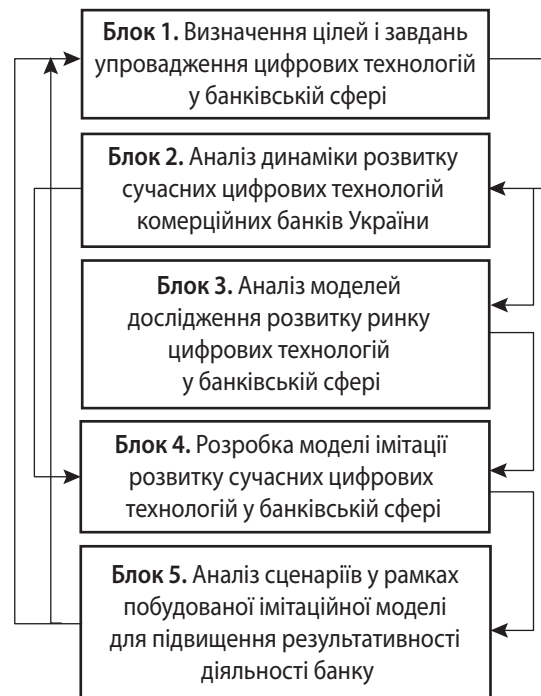 Блок 1. Визначення цілей і завдань
упровадження цифрових технологій
у банківській сфері
Блок 2. Аналіз динаміки розвитку
сучасних цифрових технологій
комерційних банків України
Блок 3. Аналіз моделей
дослідження розвитку ринку
цифрових технологій
у банківській сфері
Блок 4. Розробка моделі імітації
розвитку сучасних цифрових
технологій у банківській сфері
Блок 5. Аналіз сценаріїв у рамках
побудованої імітаційної моделі
для підвищення результативності
діяльності банку